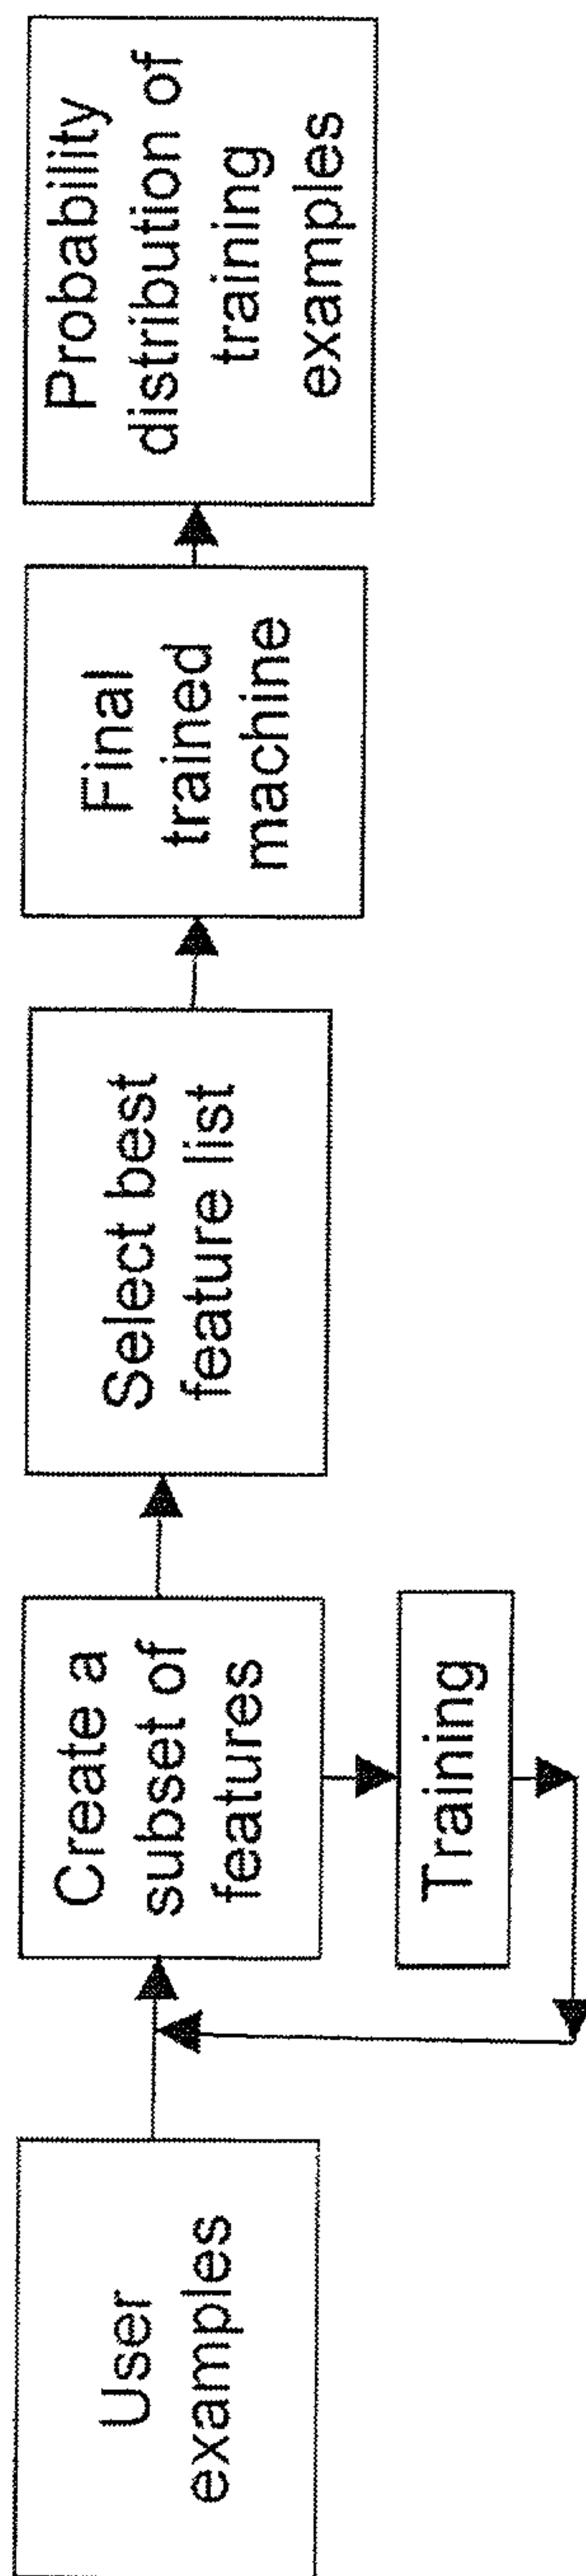 User
examples
Create a
subset of
features
Training
Select best
feature list
Final
trained
machine
Probability
distribution of
training
examples